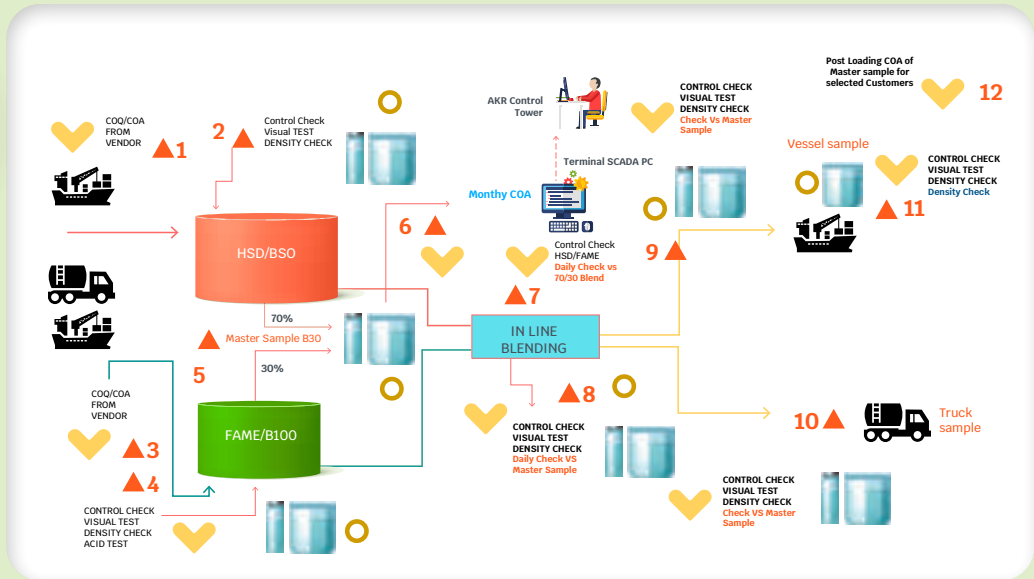 COQ/COA
FROM
VENDOR
1
2
Control Check
Visual TEST
DENSITY CHECK
AKR Control
Tower
CONTROL CHECK
VISUAL TEST
DENSITY CHECK
Check Vs Master
Sample
Post Loading COA of
Master sample for
selected Customers
12
Vessel sample
CONTROL CHECK
VISUAL TEST
DENSITY CHECK
Density Check
11
Terminal SCADA PC
Monthy COA
6
HSD/BSO
Control Check
HSD/FAME
Daily Check vs
70/30 Blend
7
9
70%
Master Sample B30
30%
5
IN LINE
BLENDING
COQ/COA
FROM
VENDOR
3
4
FAME/B100
8
CONTROL CHECK
VISUAL TEST
DENSITY CHECK
Daily Check VS
Master Sample
10
Truck
sample
CONTROL CHECK
VISUAL TEST
DENSITY CHECK
Check VS Master
Sample
CONTROL CHECK
VISUAL TEST
DENSITY CHECK
ACID TEST